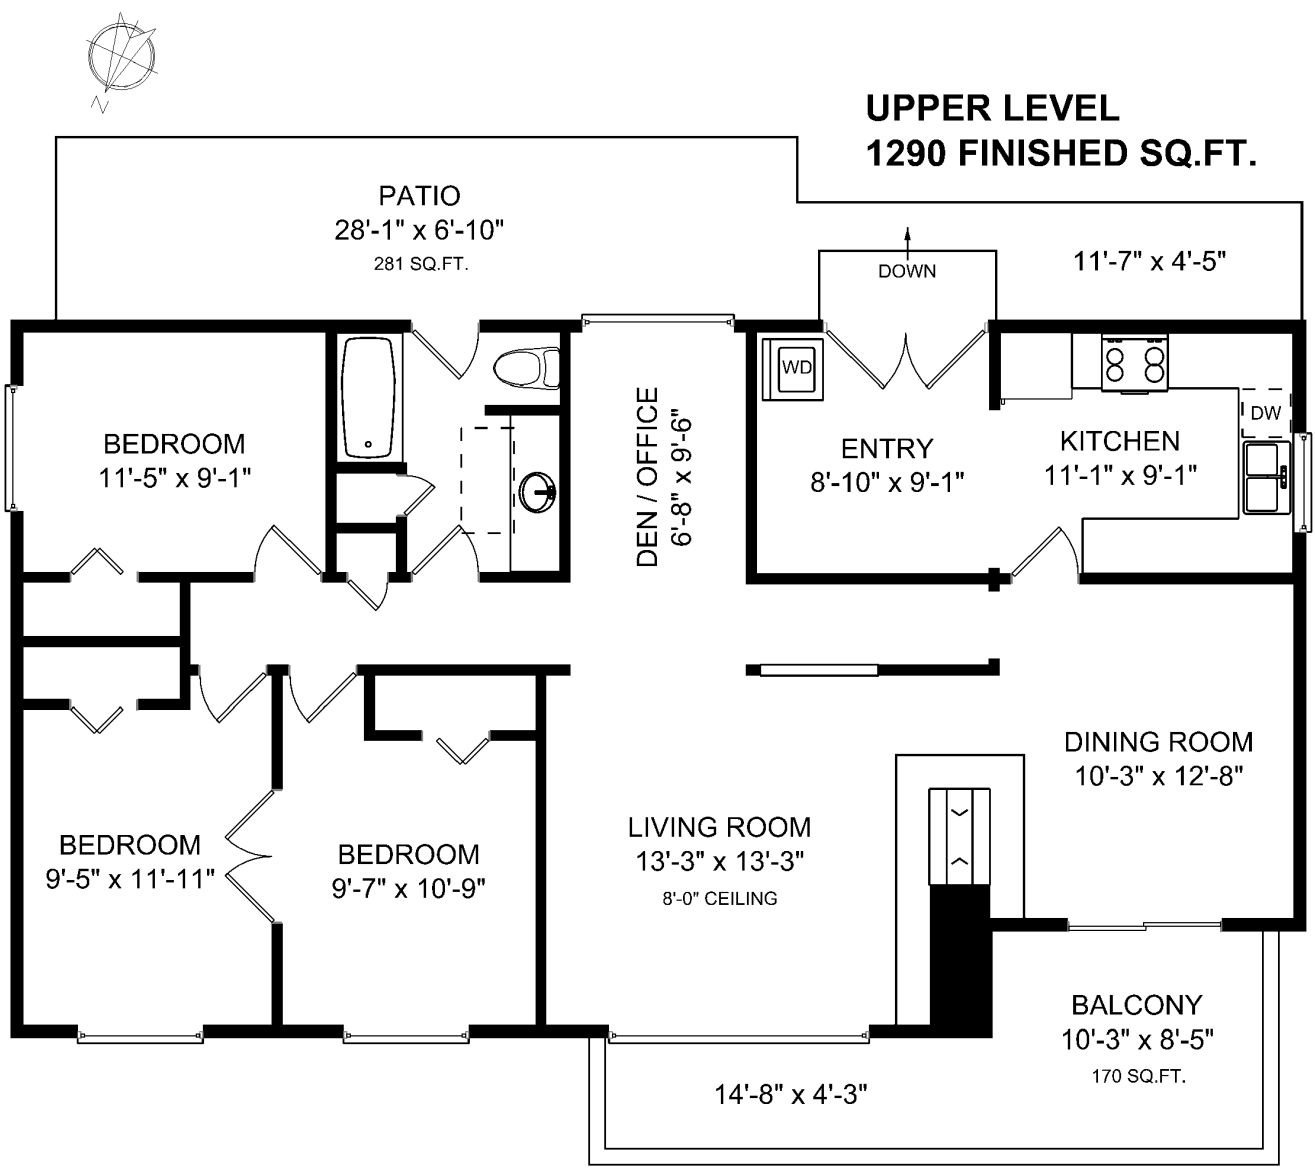 N
UPPER LEVEL
1290 FINISHED SQ.FT.
PATIO
28'-1" x 6'-10"
281 SQ.FT.
DOWN
11'-7" x 4'-5"
BEDROOM
11'-5" x 9'-1"
DEN / OFFICE
6'-8" x 9'-6"
WD
ENTRY
8'-10" x 9'-1"
KITCHEN
11'-1" x 9'-1"
DW
BEDROOM
9'-5" x 11'-11"
BEDROOM
9'-7" x 10'-9"
LIVING ROOM
13'-3" x 13'-3"
8'-0" CEILING
DINING ROOM
10'-3" x 12'-8"
BALCONY
10'-3" x 8'-5"
170 SQ.FT.
14'-8" x 4'-3"